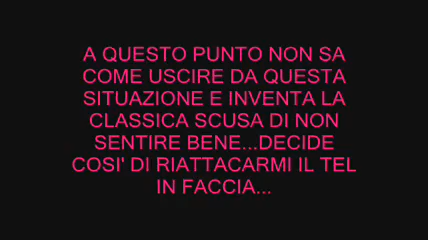 A QUESTO PUNTO NON SA
COME USCIRE DA QUESTA
SITUAZIONE E INVENTA LA
CLASSICA SCUSA DI NON
SENTIRE BENE...DECIDE
COSI' DI RIATTACARMI IL TEL
IN FACCIA...